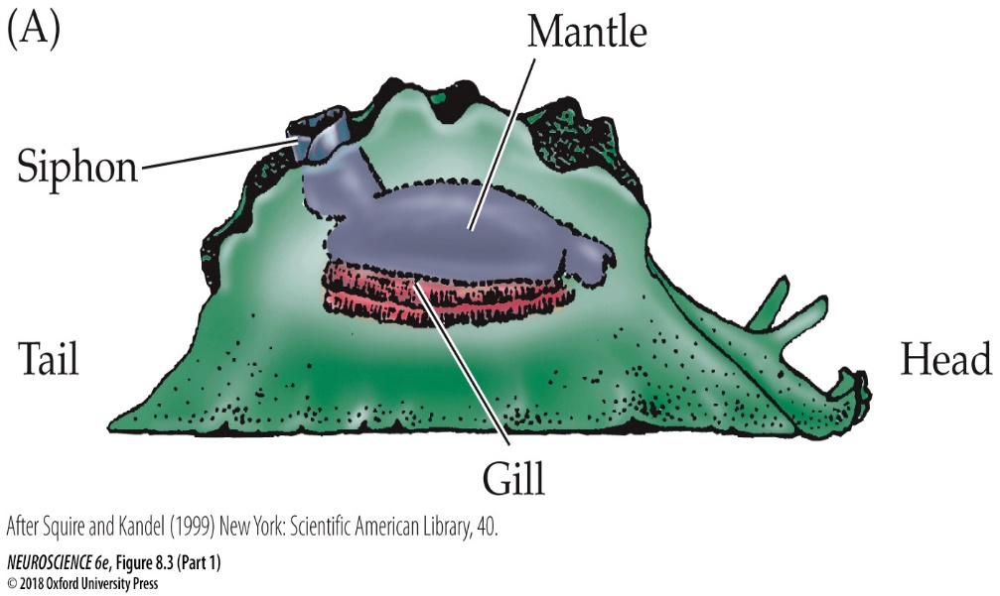 (A)
Mantle
Siphon
Tail
Head
Gill
After Squire and Kandel (1999) New York: Scientific American Library, 40.
NEUROSCIENCE 6e, Figure 8.3 (Part 1)
© 2018 Oxford University Press